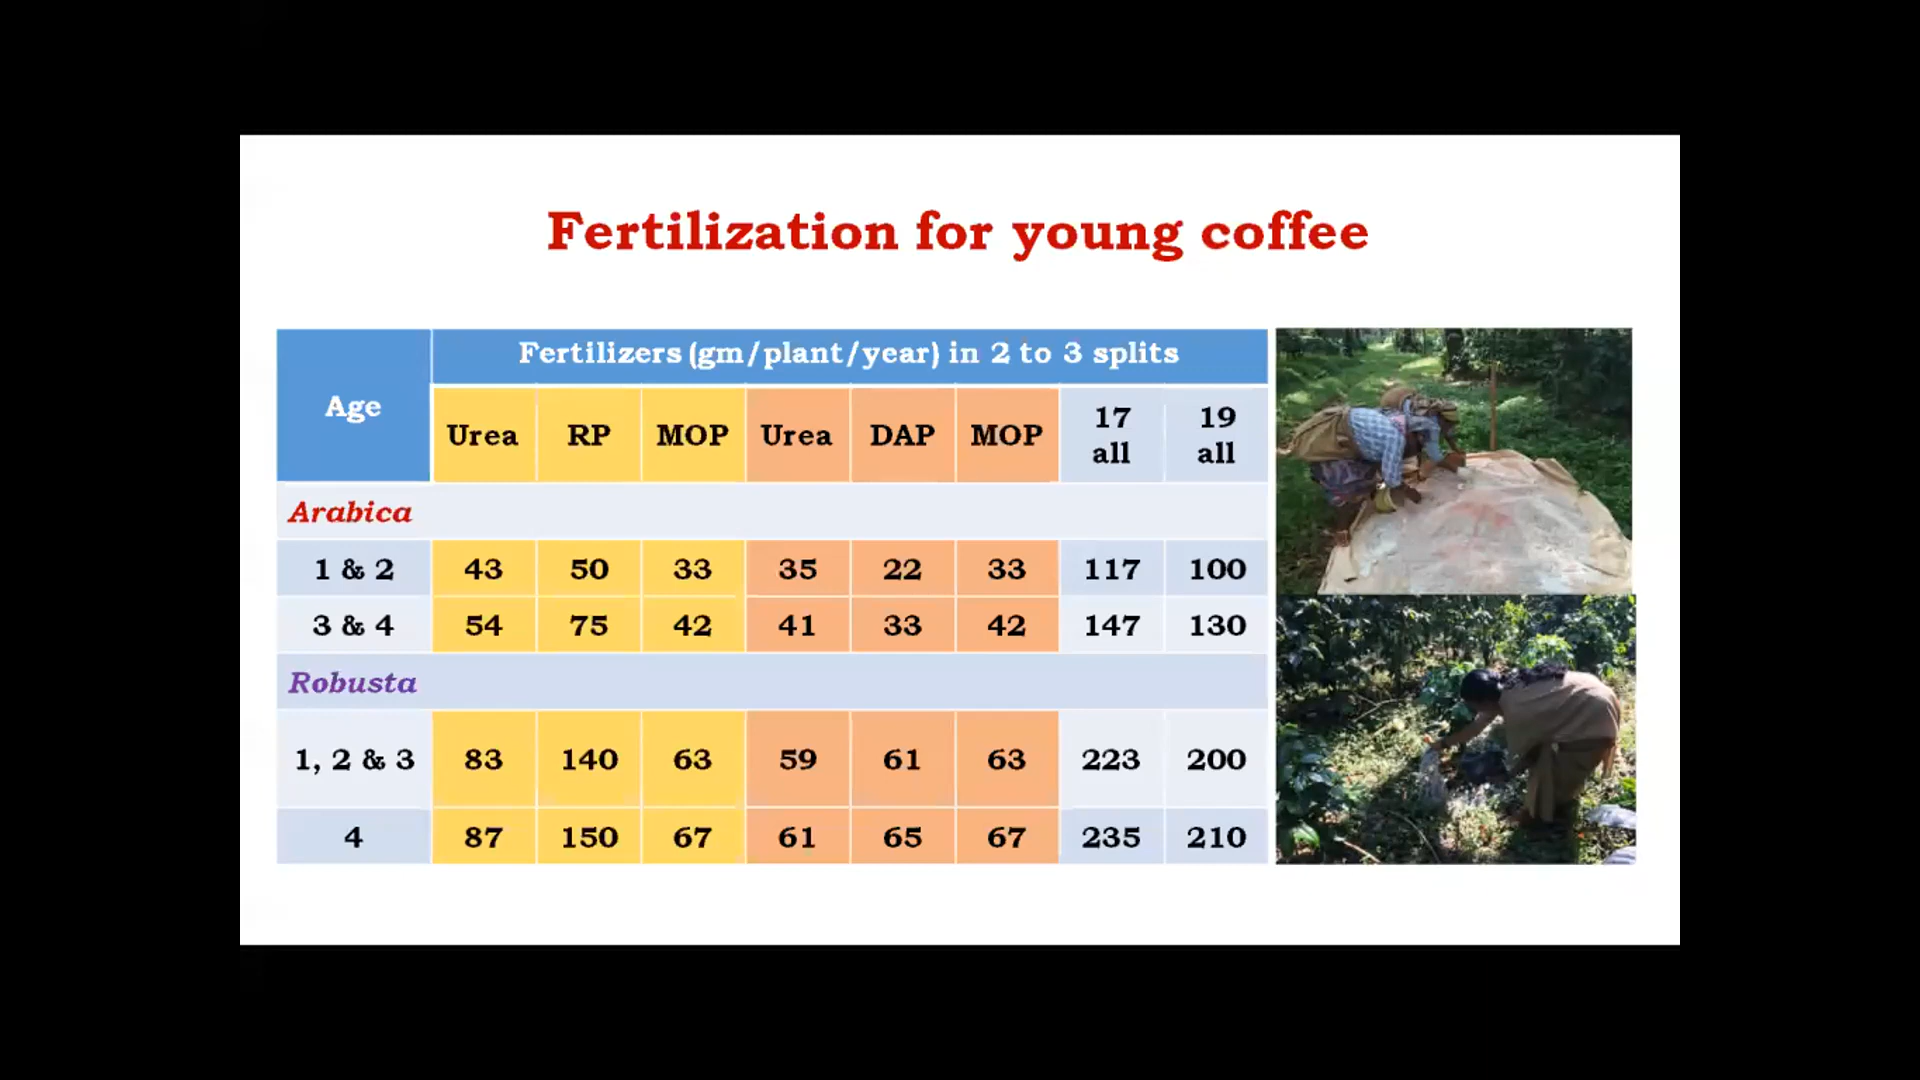 Fertilization for young coffee
Age
Fertilizers (gm/plant/year) in 2 to 3 splits
Urea RP MOP Urea DAP MOP 17 all 19 all
Arabica
1 & 2 43 50 33 35 22 33 117 100
3 & 4 54 75 42 41 33 42 147 130
Robusta
1, 2 & 3 83 140 63 59 61 63 223 200
4 87 150 67 61 65 67 235 210